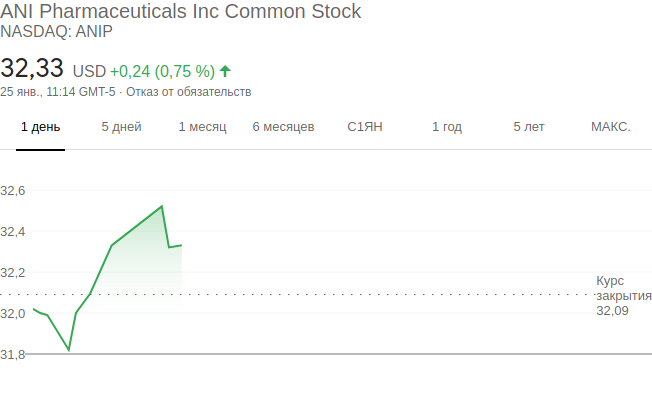 ANI Pharmaceuticals Inc Common Stock
NASDAQ: ANIP
32,33 USD +0,24 (0,75 %)
25 янв., 11:14 GMT-5 · Отказ от обязательств
1 день 5 дней 1 месяц 6 месяцев С1ЯН 1 год 5 лет МАКС.
32,6
32,4
32,2
Курс
закрытия
32,09
32,0
31,8